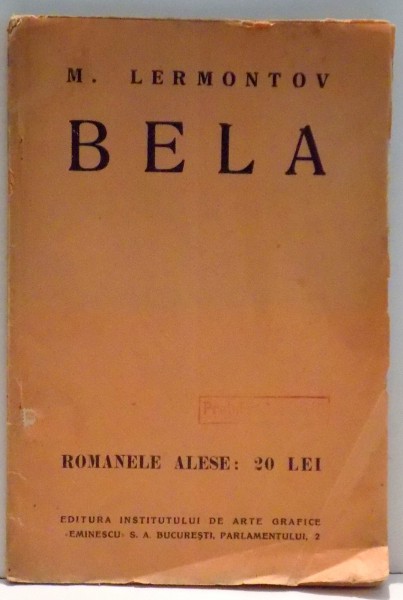 M. LERMONTOV
BELA
ROMANELE ALESE: 20 LEI
EDITURA INSTITUTULUI DE ARTE GRAFICE
«EMINESCU» S. A. BUCUREȘTI, PARLAMENTULUI, 2